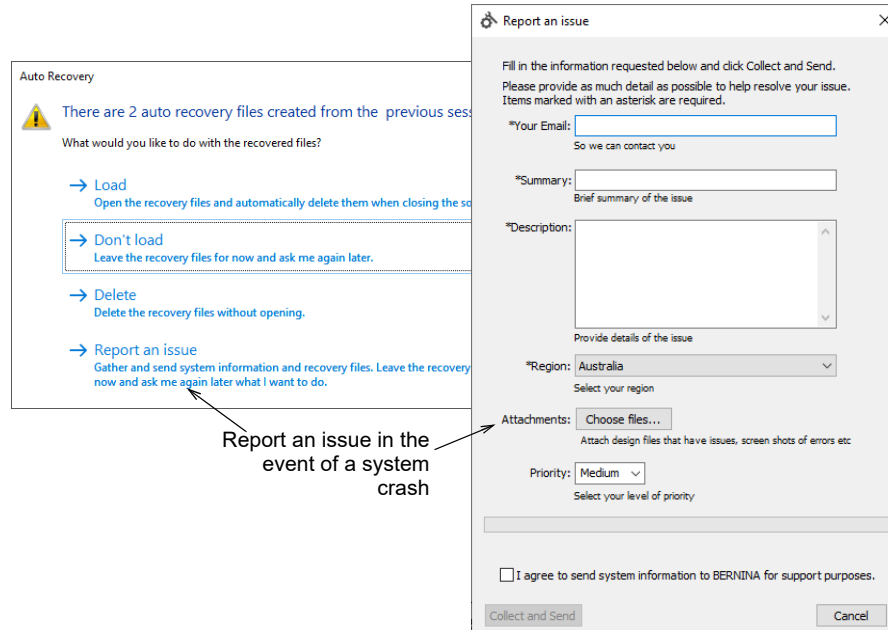 Auto Recovery
There are 2 auto recovery files created from the previous
What would you like to do with the recovered files?
Load
Open the recovery files and automatically delete them when closing the
Don't load
Leave the recovery files for now and ask me again later.
Delete
Delete the recovery files without opening.
Report an issue
Gather and send system information and recovery files. Leave the recovery
now and ask me again later what I want to do.
Report an issue in the
event of a system
crash
Report an issue
Fill in the information requested below and click Collect and Send.
Please provide as much detail as possible to help resolve your issue.
Items marked with an asterisk are required.
*Your Email:
So we can contact you
*Summary:
Brief summary of the issue
*Description:
Provide details of the issue
*Region: Australia
Select your region
Attachments: Choose files...
Attach design files that have issues, screen shots of errors etc
Priority: Medium
Select your level of priority
I agree to send system information to BERNINA for support purposes.
Collect and Send Cancel